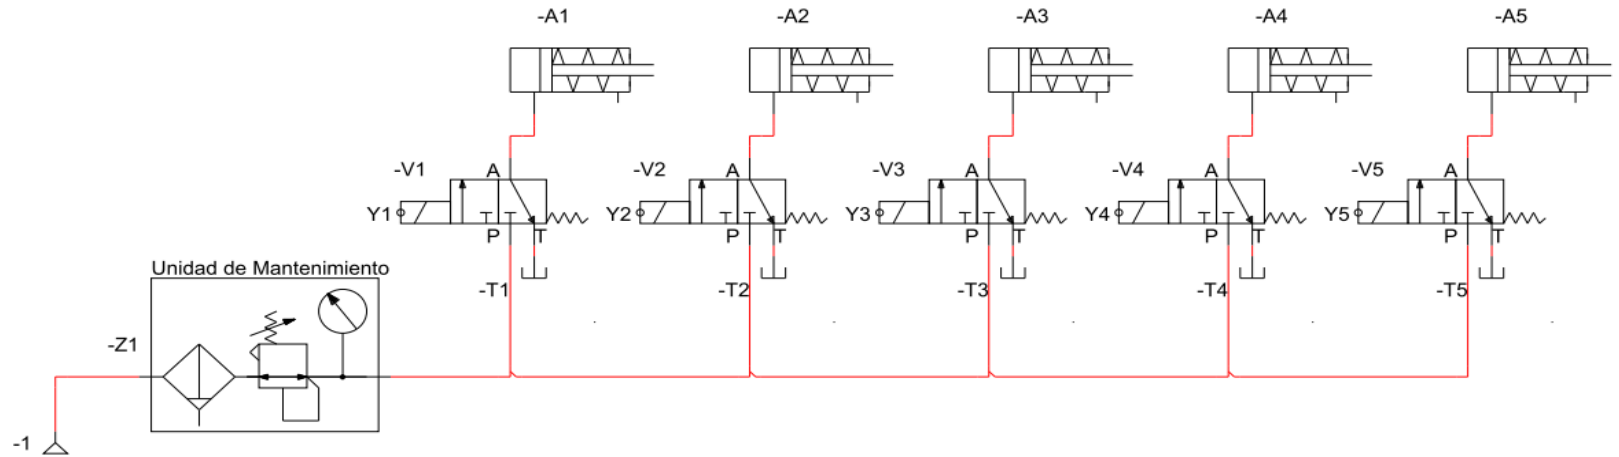 -A1 -A2 -A3 -A4 -A5
-V1 A -V2 A -V3 A -V4 A -V5 A
Y1 Y2 Y3 Y4 Y5
P T P T P T P T P T
Unidad de Mantenimiento
-T1 -T2 -T3 -T4 -T5
-Z1
-1